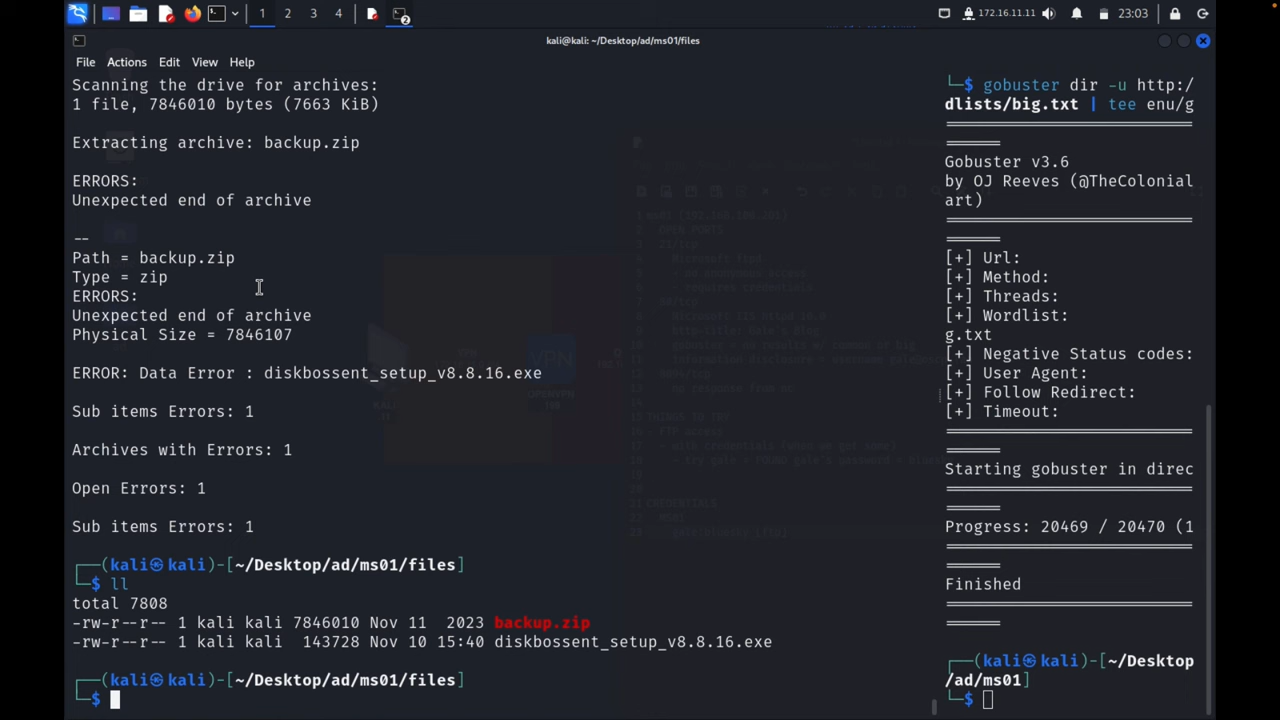 1 2 3 4 2 172.16.11.11 23:03
kali@kali: ~/Desktop/ad/ms01/files
File Actions Edit View Help
Scanning the drive for archives:
1 file, 7846010 bytes (7663 KiB)
Extracting archive: backup.zip
ERRORS:
Unexpected end of archive
--
Path = backup.zip
Type = zip
ERRORS:
Unexpected end of archive
Physical Size = 7846107
ERROR: Data Error : diskbossent_setup_v8.8.16.exe
Sub items Errors: 1
Archives with Errors: 1
Open Errors: 1
Sub items Errors: 1
┌──(kali㉿kali)-[~/Desktop/ad/ms01/files]
└─$ ll
total 7808
-rw-r--r-- 1 kali kali 7846010 Nov 11  2023 backup.zip
-rw-r--r-- 1 kali kali  143728 Nov 10 15:40 diskbossent_setup_v8.8.16.exe
┌──(kali㉿kali)-[~/Desktop/ad/ms01/files]
└─$
└─$ gobuster dir -u http:/
dlists/big.txt | tee enu/g
===============================
Gobuster v3.6
by OJ Reeves (@TheColonial
art)
===============================
[+] Url:
[+] Method:
[+] Threads:
[+] Wordlist:
g.txt
[+] Negative Status codes:
[+] User Agent:
[+] Follow Redirect:
[+] Timeout:
===============================
Starting gobuster in direc
===============================
Progress: 20469 / 20470 (1
===============================
Finished
===============================
┌──(kali㉿kali)-[~/Desktop
/ad/ms01]
└─$